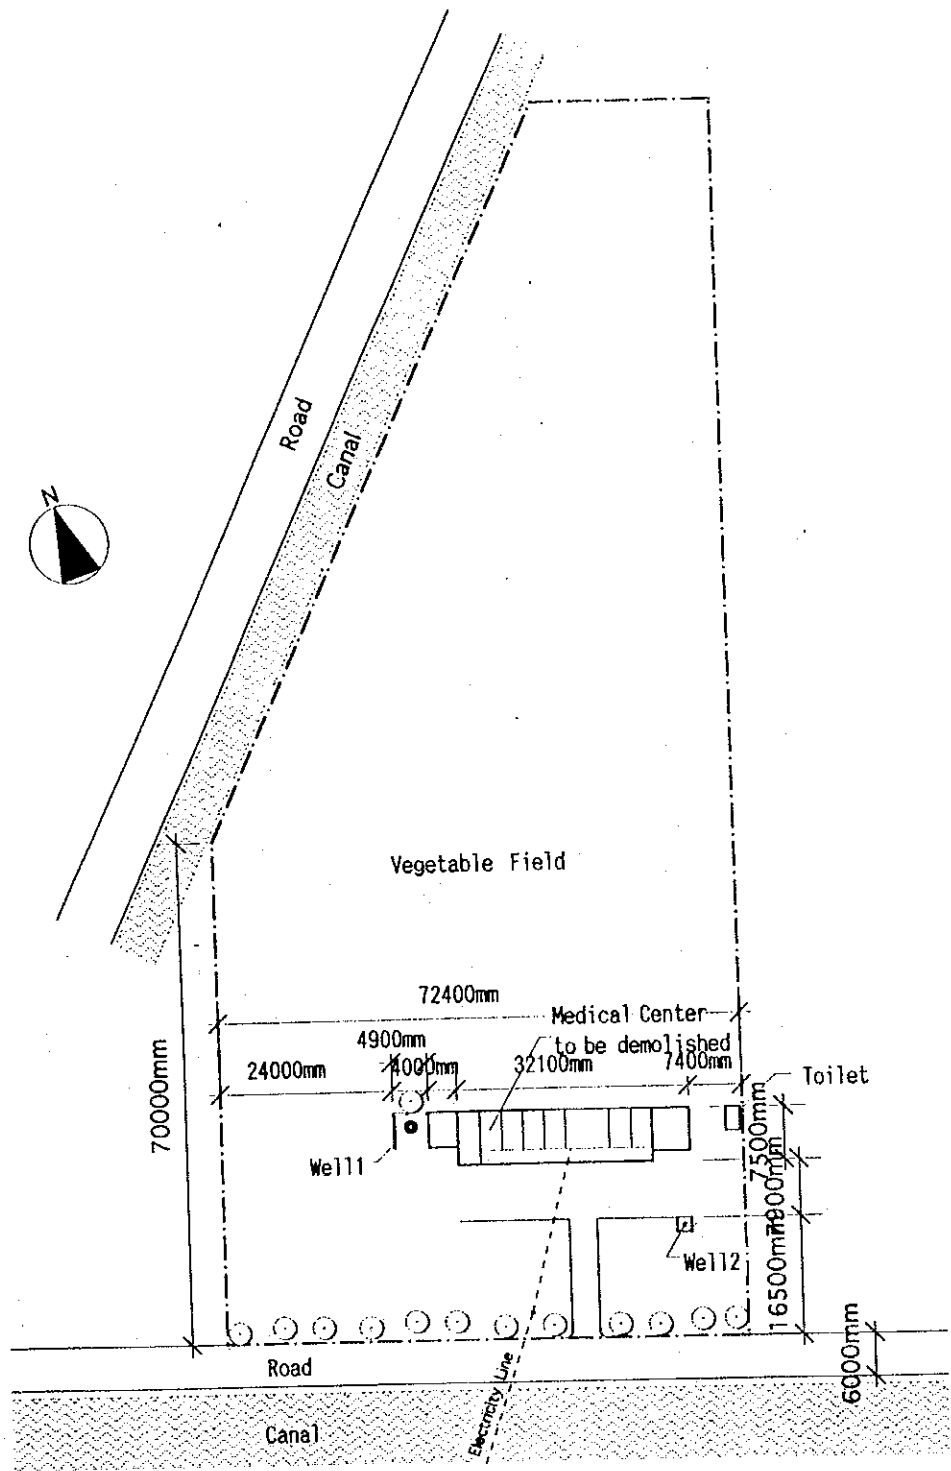 Road
Canal
N
Vegetable Field
72400mm
Medical Center
to be demolished
4900mm
24000mm
4000mm
32100mm
7400mm
Toilet
70000mm
7500mm
Well1
7900mm
Well2
16500mm
6000mm
Road
Electricity Line
Canal